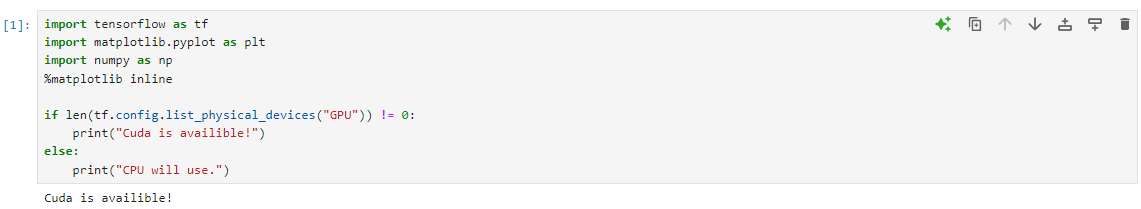 [1]:
import tensorflow as tf
import matplotlib.pyplot as plt
import numpy as np
%matplotlib inline

if len(tf.config.list_physical_devices("GPU")) != 0:
    print("Cuda is availible!")
else:
    print("CPU will use.")
Cuda is availible!